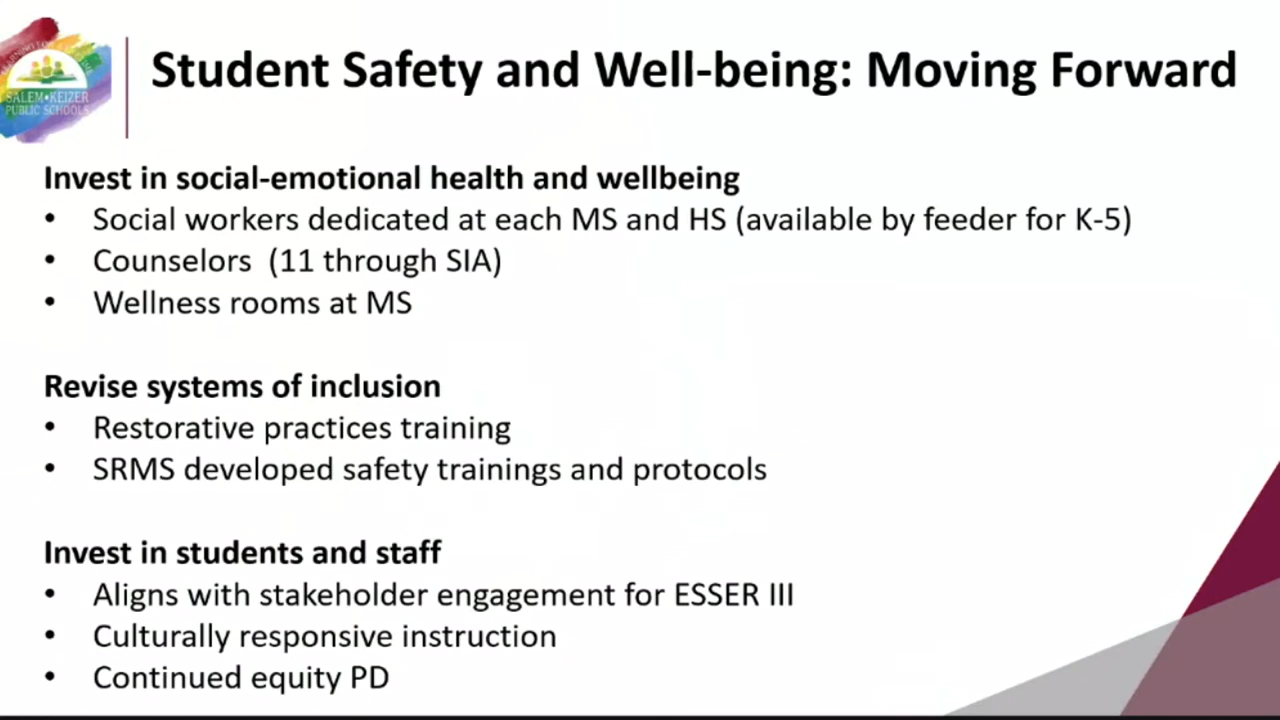 Student Safety and Well-being: Moving Forward
SALEM•KEIZER
PUBLIC SCHOOLS
Invest in social-emotional health and wellbeing
• Social workers dedicated at each MS and HS (available by feeder for K-5)
• Counselors  (11 through SIA)
• Wellness rooms at MS
Revise systems of inclusion
• Restorative practices training
• SRMS developed safety trainings and protocols
Invest in students and staff
• Aligns with stakeholder engagement for ESSER III
• Culturally responsive instruction
• Continued equity PD